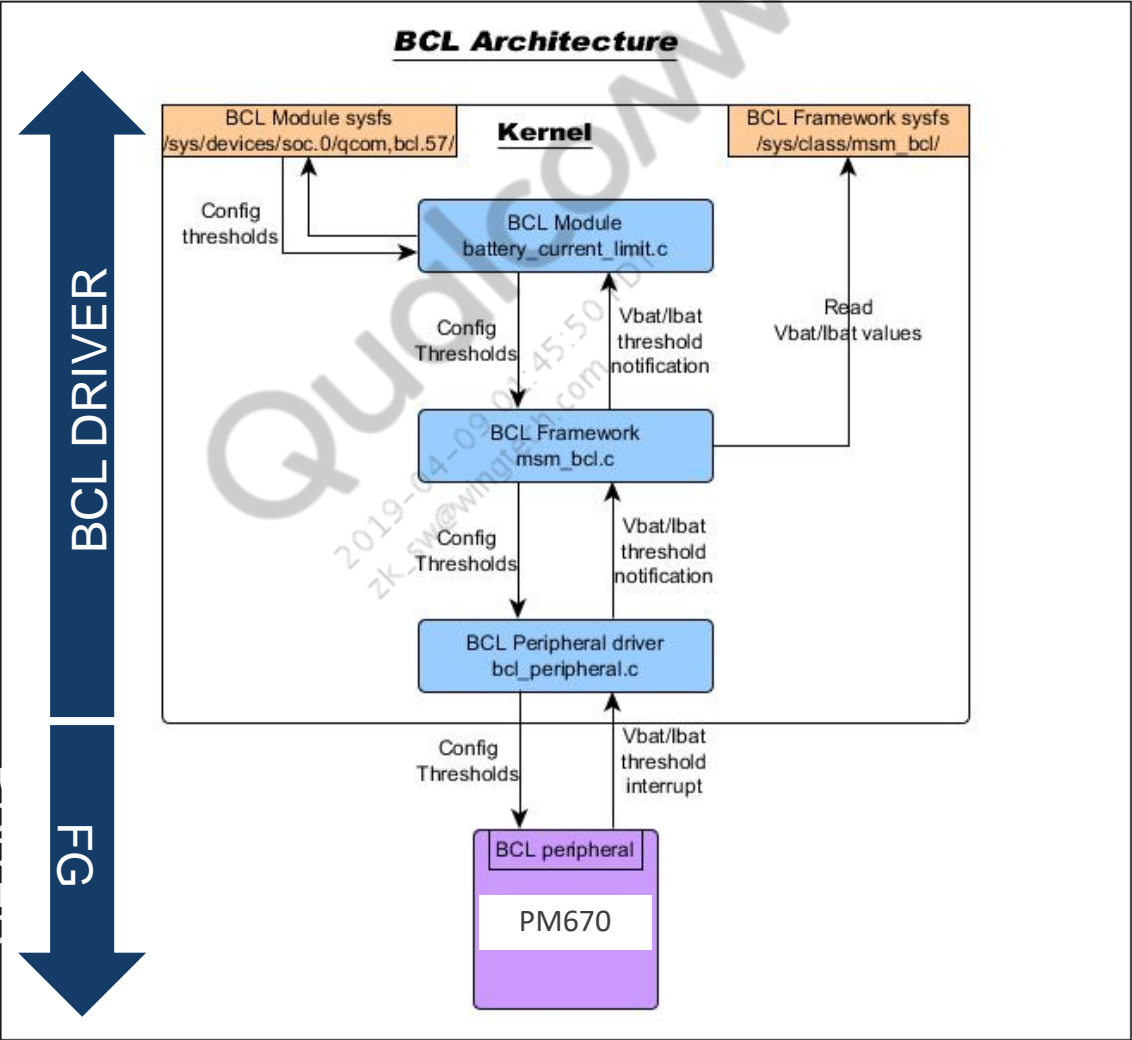 BCL Architecture
BCL Module sysfs
/sys/devices/soc.0/qcom,bcl.57/
Kernel
BCL Framework sysfs
/sys/class/msm_bcl/
Config
thresholds
BCL Module
battery_current_limit.c
Config
Thresholds
Vbat/Ibat
threshold
notification
Read
Vbat/Ibat values
BCL Framework
msm_bcl.c
Config
Thresholds
Vbat/Ibat
threshold
notification
BCL Peripheral driver
bcl_peripheral.c
Config
Thresholds
Vbat/Ibat
threshold
interrupt
BCL peripheral
PM670
BCL DRIVER
FG